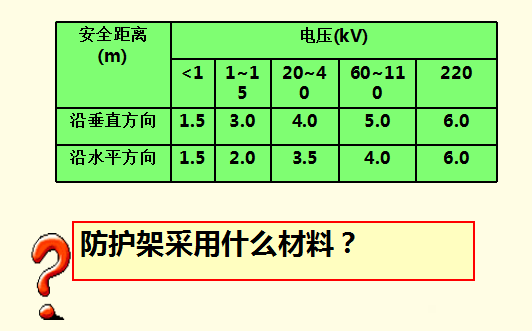 安全距离
(m)
电压(kV)
<1
1~1
5
20~4
0
60~11
0
220
沿垂直方向 1.5 3.0 4.0 5.0 6.0
沿水平方向 1.5 2.0 3.5 4.0 6.0
防护架采用什么材料？